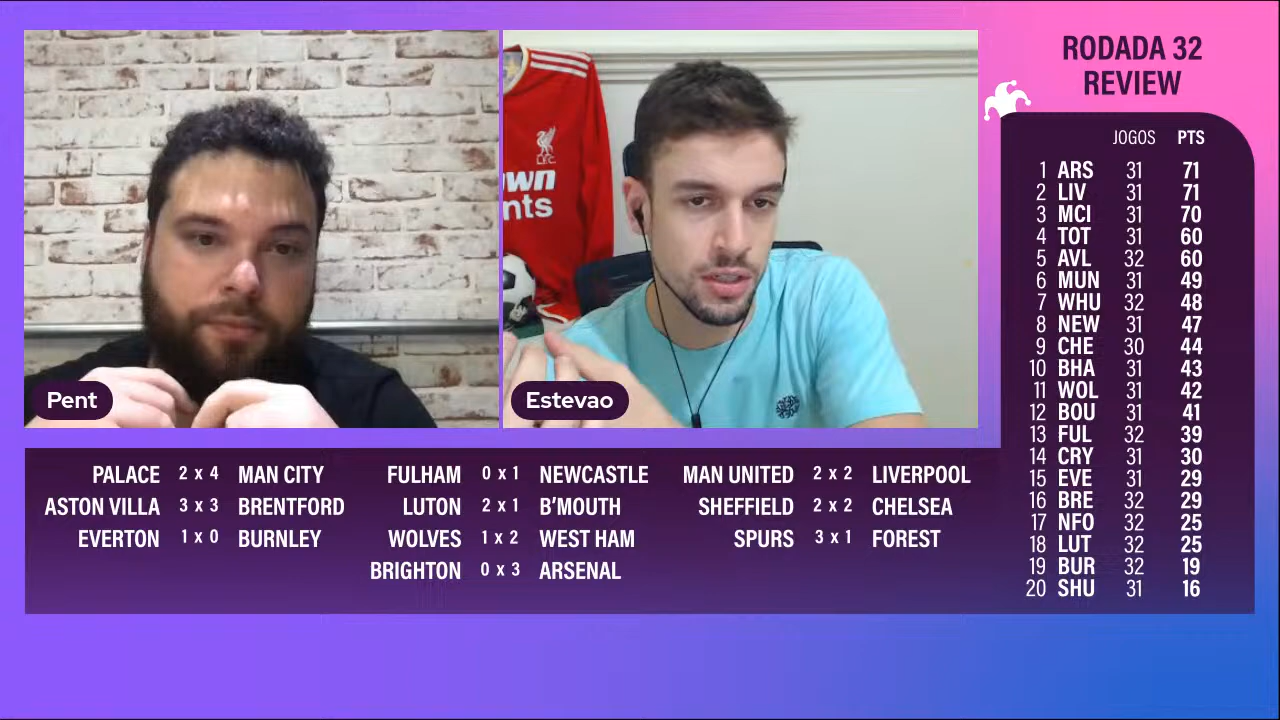 RODADA 32
REVIEW
L.F.C.
wn
nts
Pent
Estevao
PALACE 2 x 4 MAN CITY
ASTON VILLA 3 x 3 BRENTFORD
EVERTON 1 x 0 BURNLEY
FULHAM 0 x 1 NEWCASTLE
LUTON 2 x 1 B'MOUTH
WOLVES 1 x 2 WEST HAM
BRIGHTON 0 x 3 ARSENAL
MAN UNITED 2 x 2 LIVERPOOL
SHEFFIELD 2 x 2 CHELSEA
SPURS 3 x 1 FOREST
JOGOS PTS
1 ARS 31 71
2 LIV 31 71
3 MCI 31 70
4 TOT 31 60
5 AVL 32 60
6 MUN 31 49
7 WHU 32 48
8 NEW 31 47
9 CHE 30 44
10 BHA 31 43
11 WOL 31 42
12 BOU 31 41
13 FUL 32 39
14 CRY 31 30
15 EVE 31 29
16 BRE 32 29
17 NFO 32 25
18 LUT 32 25
19 BUR 32 19
20 SHU 31 16